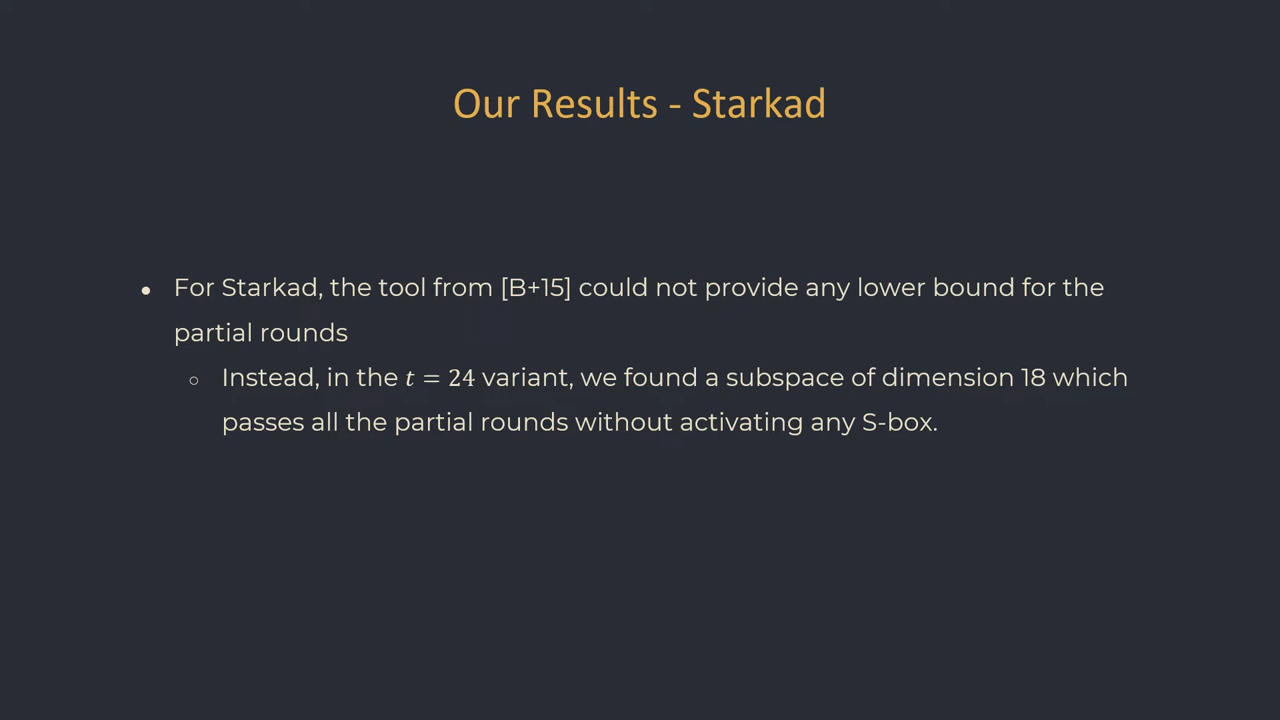 Our Results - Starkad
• For Starkad, the tool from [B+15] could not provide any lower bound for the
partial rounds
○ Instead, in the t = 24 variant, we found a subspace of dimension 18 which
passes all the partial rounds without activating any S-box.